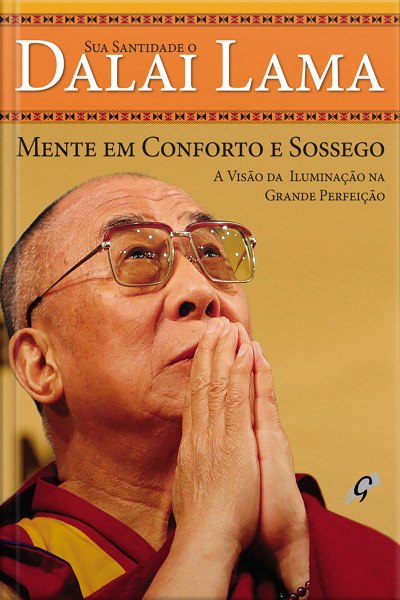 Sua Santidade o
Dalai Lama
Mente em Conforto e Sossego
A Visão da Iluminação na
Grande Perfeição
G